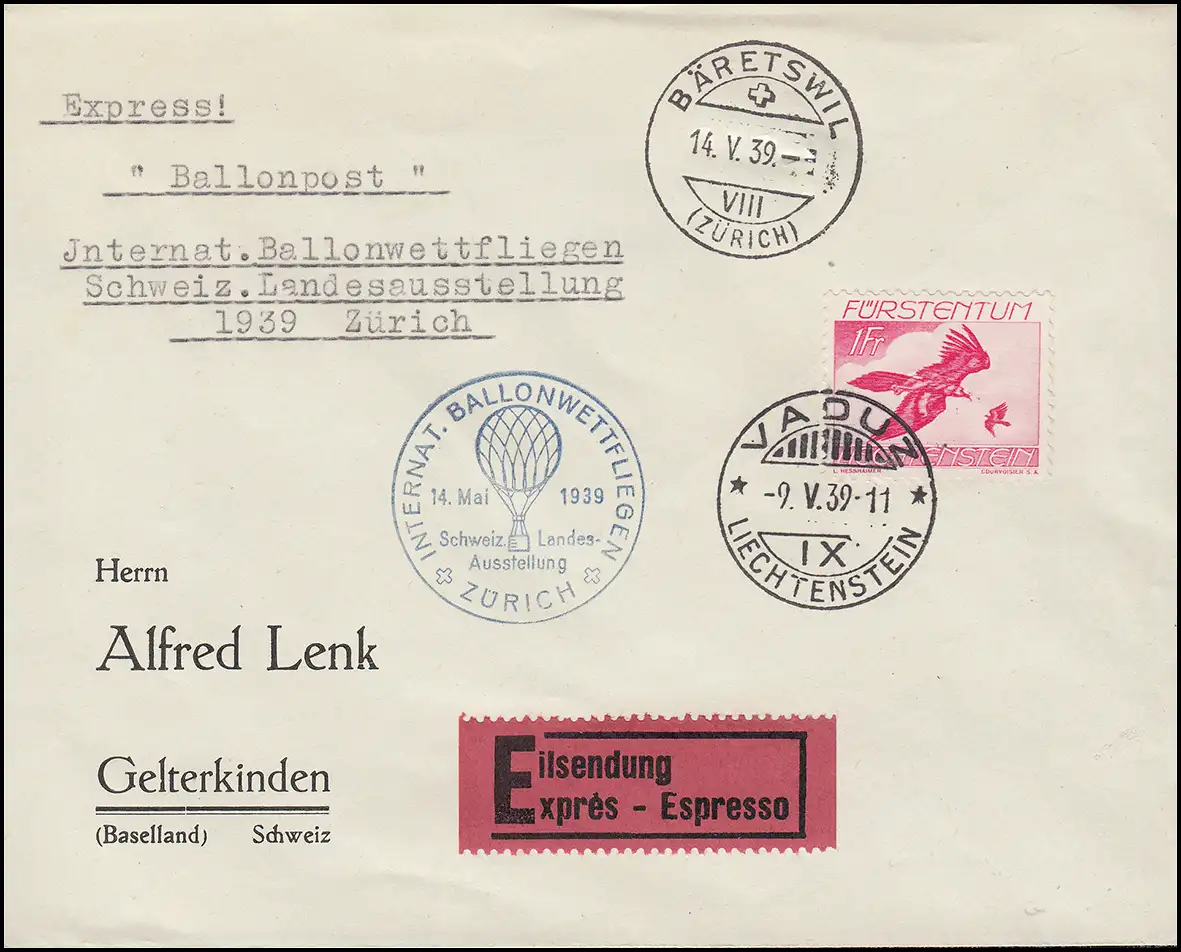 Express!
" Ballonpost "
Jnternat.Ballonwettfliegen
Schweiz.Landesausstellung
1939 Zürich
BÄRETSWIL
14. V. 39.-
VIII
(ZÜRICH)
FÜRSTENTUM
1Fr
L. HESSHAIMER
COURVOISIER S.A.
VADUZ
-9. V. 39-11
IX
LIECHTENSTEIN
INTERNAT. BALLONWETTFLIEGEN
14. Mai 1939
Schweiz. Landes-
Ausstellung
ZÜRICH
Herrn
Alfred Lenk
Gelterkinden
(Baselland) Schweiz
Eilsendung
Exprès - Espresso